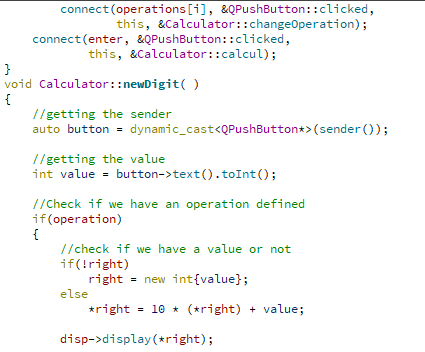 connect(operations[i], &QPushButton::clicked,
this, &Calculator::changeOperation);
connect(enter, &QPushButton::clicked,
this, &Calculator::calcul);
}
void Calculator::newDigit( )
{
//getting the sender
auto button = dynamic_cast<QPushButton*>(sender());
//getting the value
int value = button->text().toInt();
//Check if we have an operation defined
if(operation)
{
//check if we have a value or not
if(!right)
right = new int{value};
else
*right = 10 * (*right) + value;
disp->display(*right);